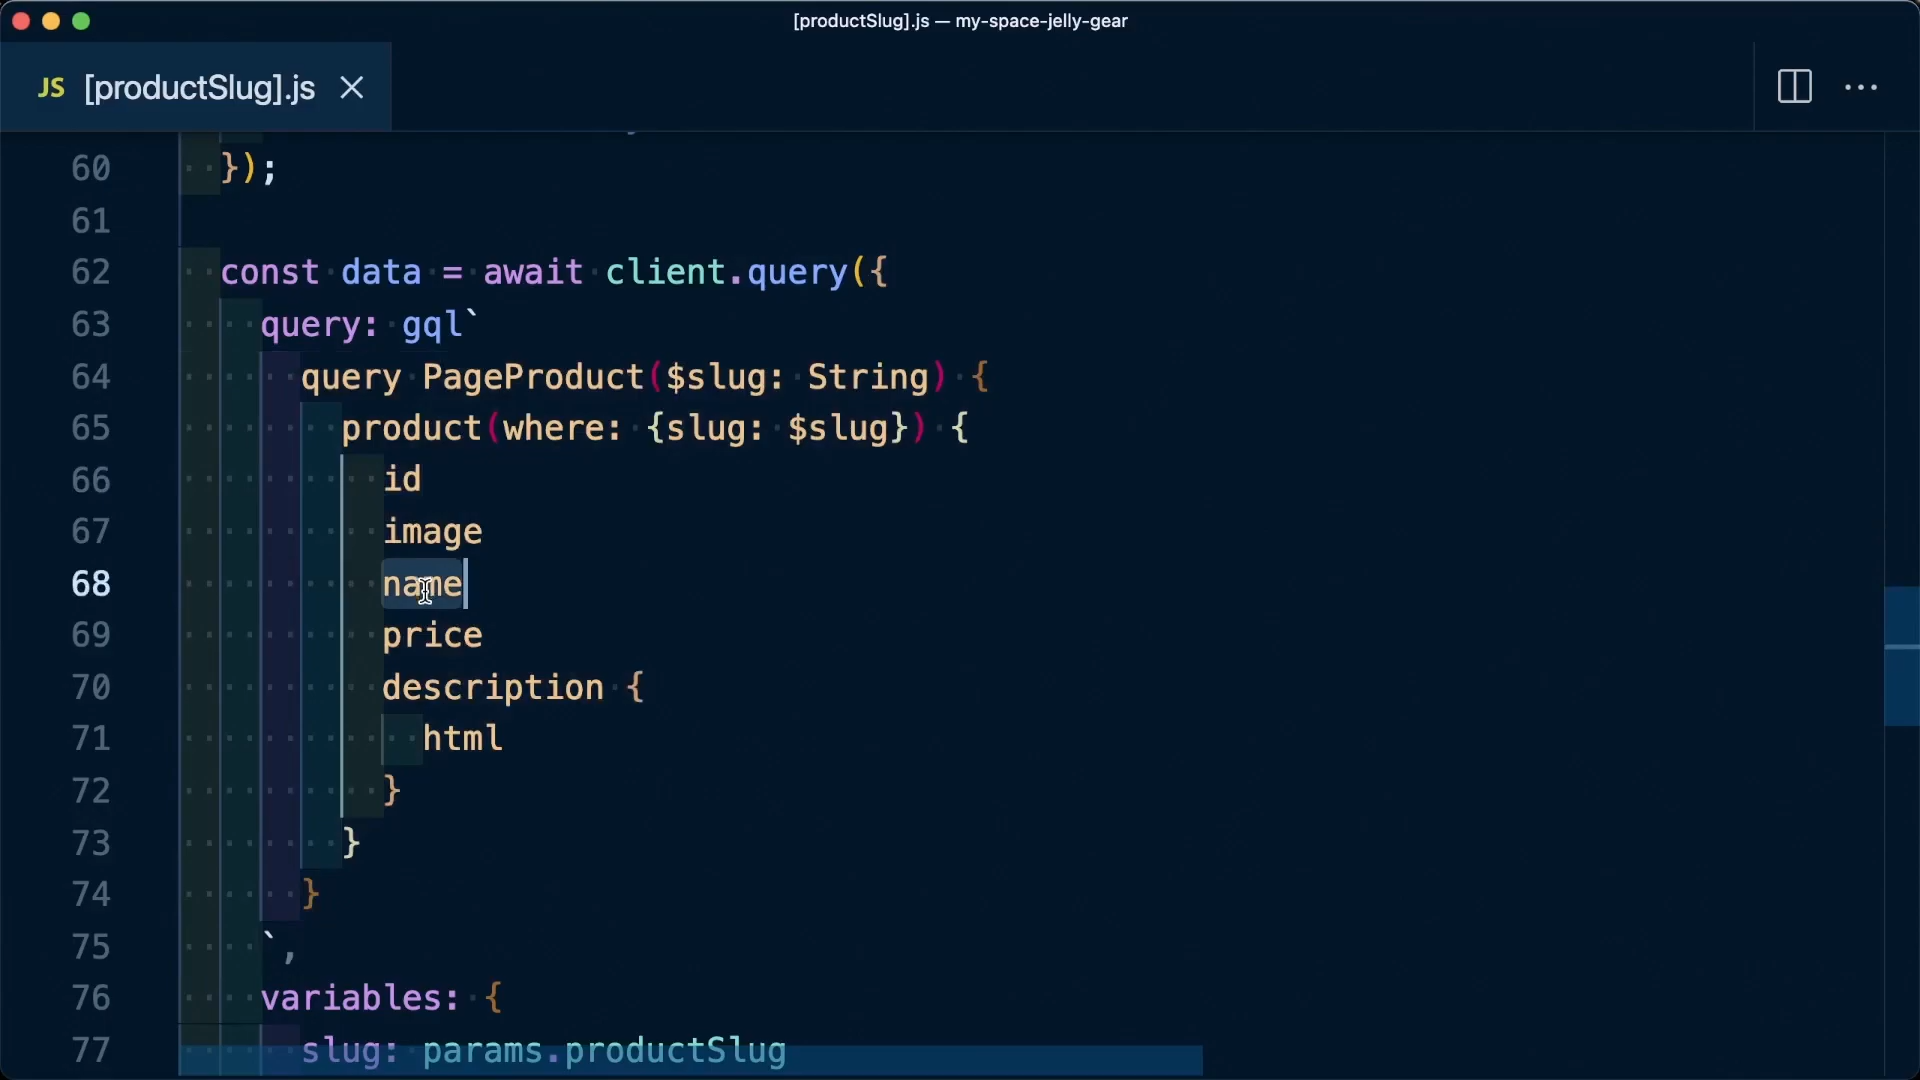 [productSlug].js — my-space-jelly-gear
JS [productSlug].js
60 });
61
62 const data = await client.query({
63 query: gql`
64 query PageProduct($slug: String) {
65 product(where: {slug: $slug}) {
66 id
67 image
68 name
69 price
70 description {
71 html
72 }
73 }
74 }
75 `,
76 variables: {
77 slug: params.productSlug